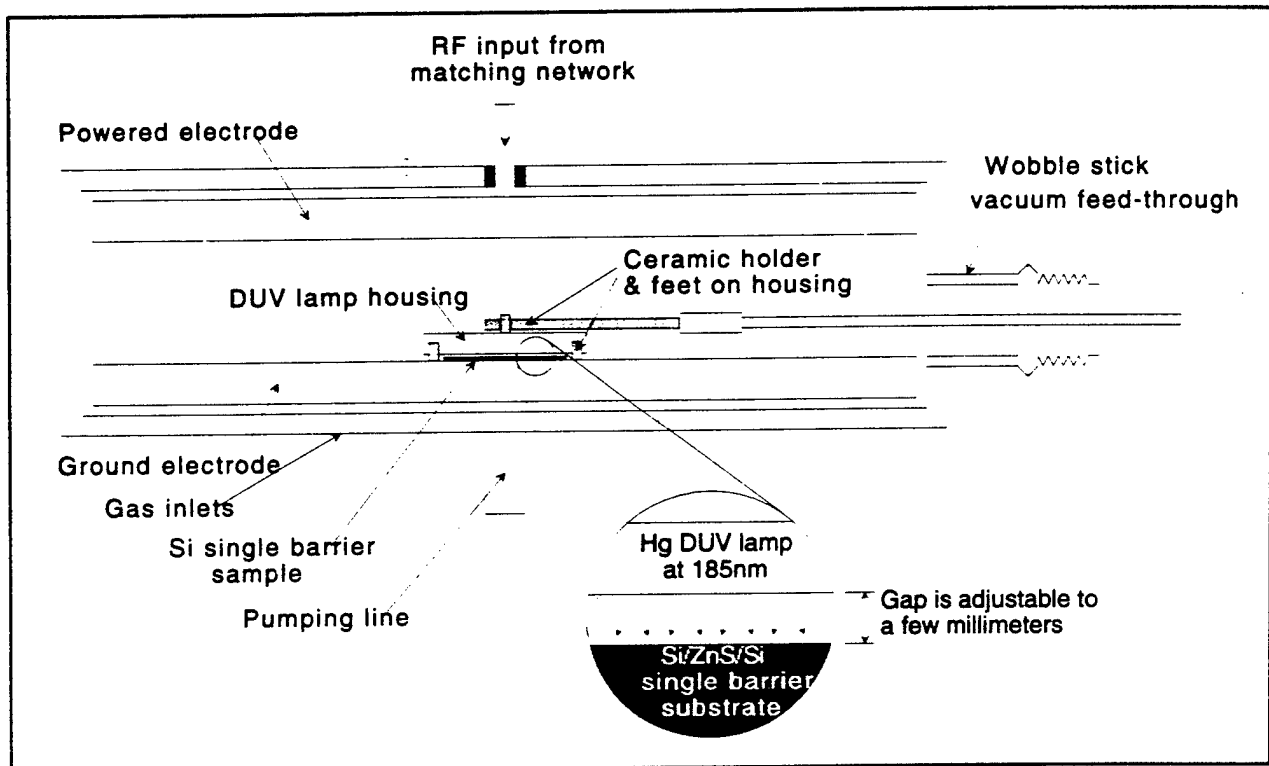 RF input from
matching network
Powered electrode
Wobble stick
vacuum feed-through
Ceramic holder
& feet on housing
DUV lamp housing
Ground electrode
Gas inlets
Si single barrier
sample
Pumping line
Hg DUV lamp
at 185nm
Gap is adjustable to
a few millimeters
Si/ZnS/Si
single barrier
substrate